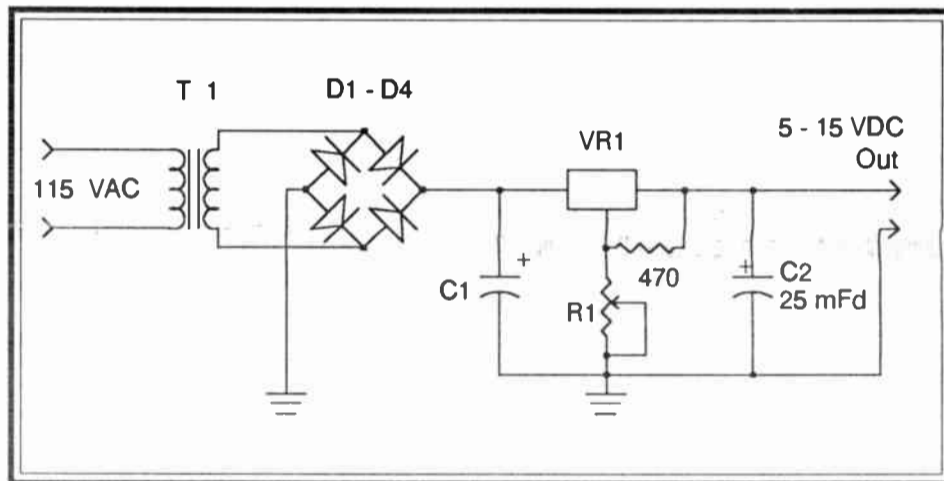 T 1
D1 - D4
115 VAC
VR1
5 - 15 VDC
Out
C1
+
470
R1
+
C2
25 mFd